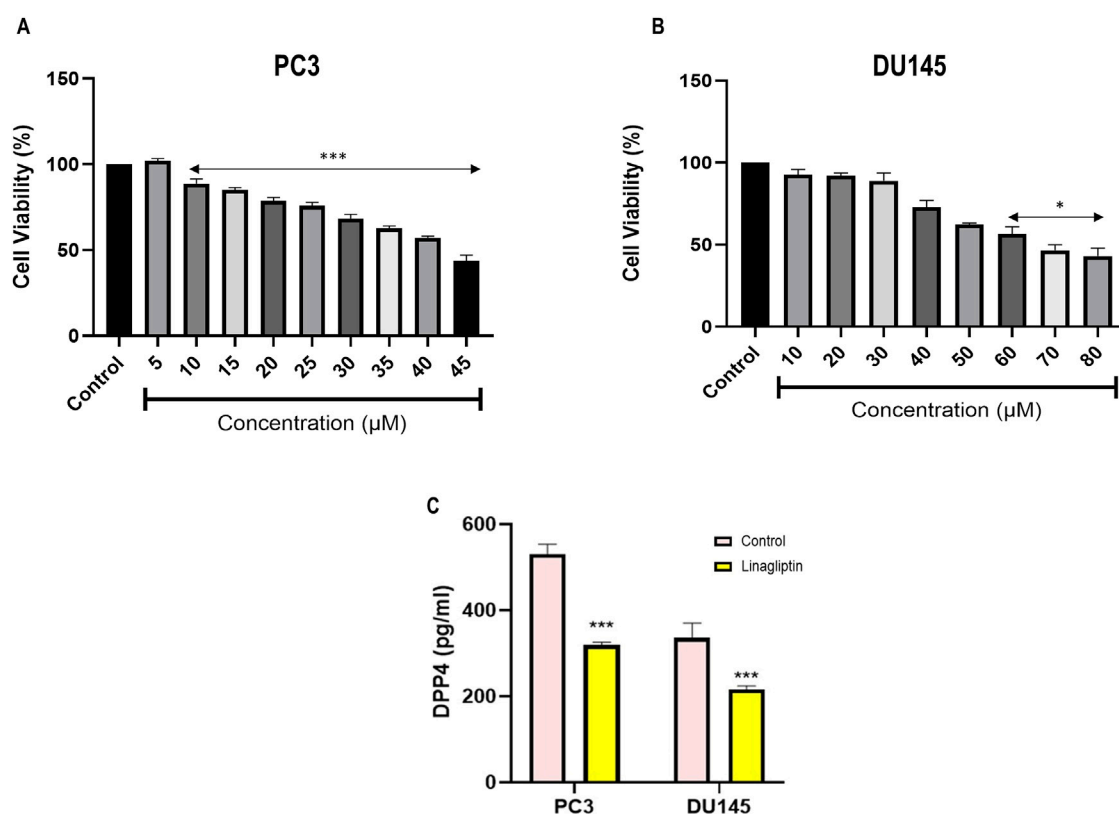 A
PC3
Cell Viability (%)
150
100
50
0
***
Control
5
10
15
20
25
30
35
40
45
Concentration (µM)
B
DU145
Cell Viability (%)
150
100
50
0
*
Control
10
20
30
40
50
60
70
80
Concentration (µM)
C
DPP4 (pg/ml)
600
400
200
0
Control
Linagliptin
***
***
PC3
DU145